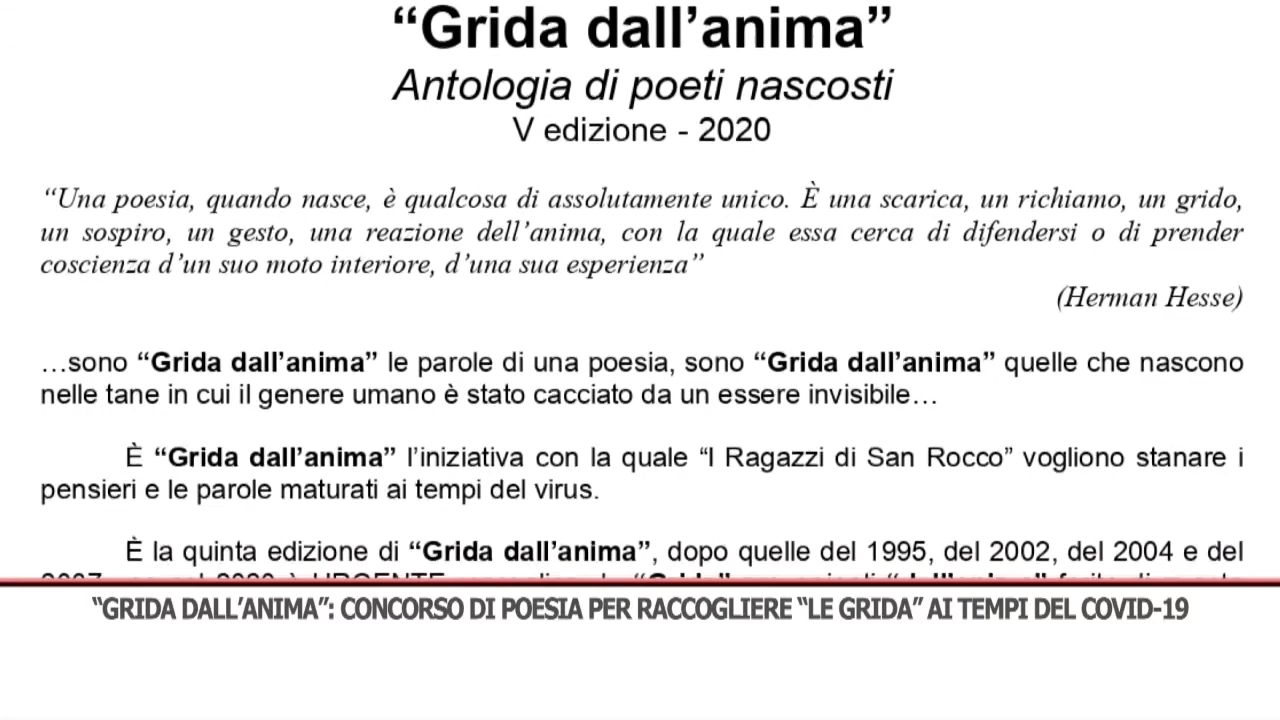 “Grida dall’anima”
Antologia di poeti nascosti
V edizione - 2020
“Una poesia, quando nasce, è qualcosa di assolutamente unico. È una scarica, un richiamo, un grido,
un sospiro, un gesto, una reazione dell’anima, con la quale essa cerca di difendersi o di prender
coscienza d’un suo moto interiore, d’una sua esperienza”
(Herman Hesse)
…sono “Grida dall’anima” le parole di una poesia, sono “Grida dall’anima” quelle che nascono
nelle tane in cui il genere umano è stato cacciato da un essere invisibile…
È “Grida dall’anima” l’iniziativa con la quale “I Ragazzi di San Rocco” vogliono stanare i
pensieri e le parole maturati ai tempi del virus.
È la quinta edizione di “Grida dall’anima”, dopo quelle del 1995, del 2002, del 2004 e del
“GRIDA DALL’ANIMA”: CONCORSO DI POESIA PER RACCOGLIERE “LE GRIDA” AI TEMPI DEL COVID-19